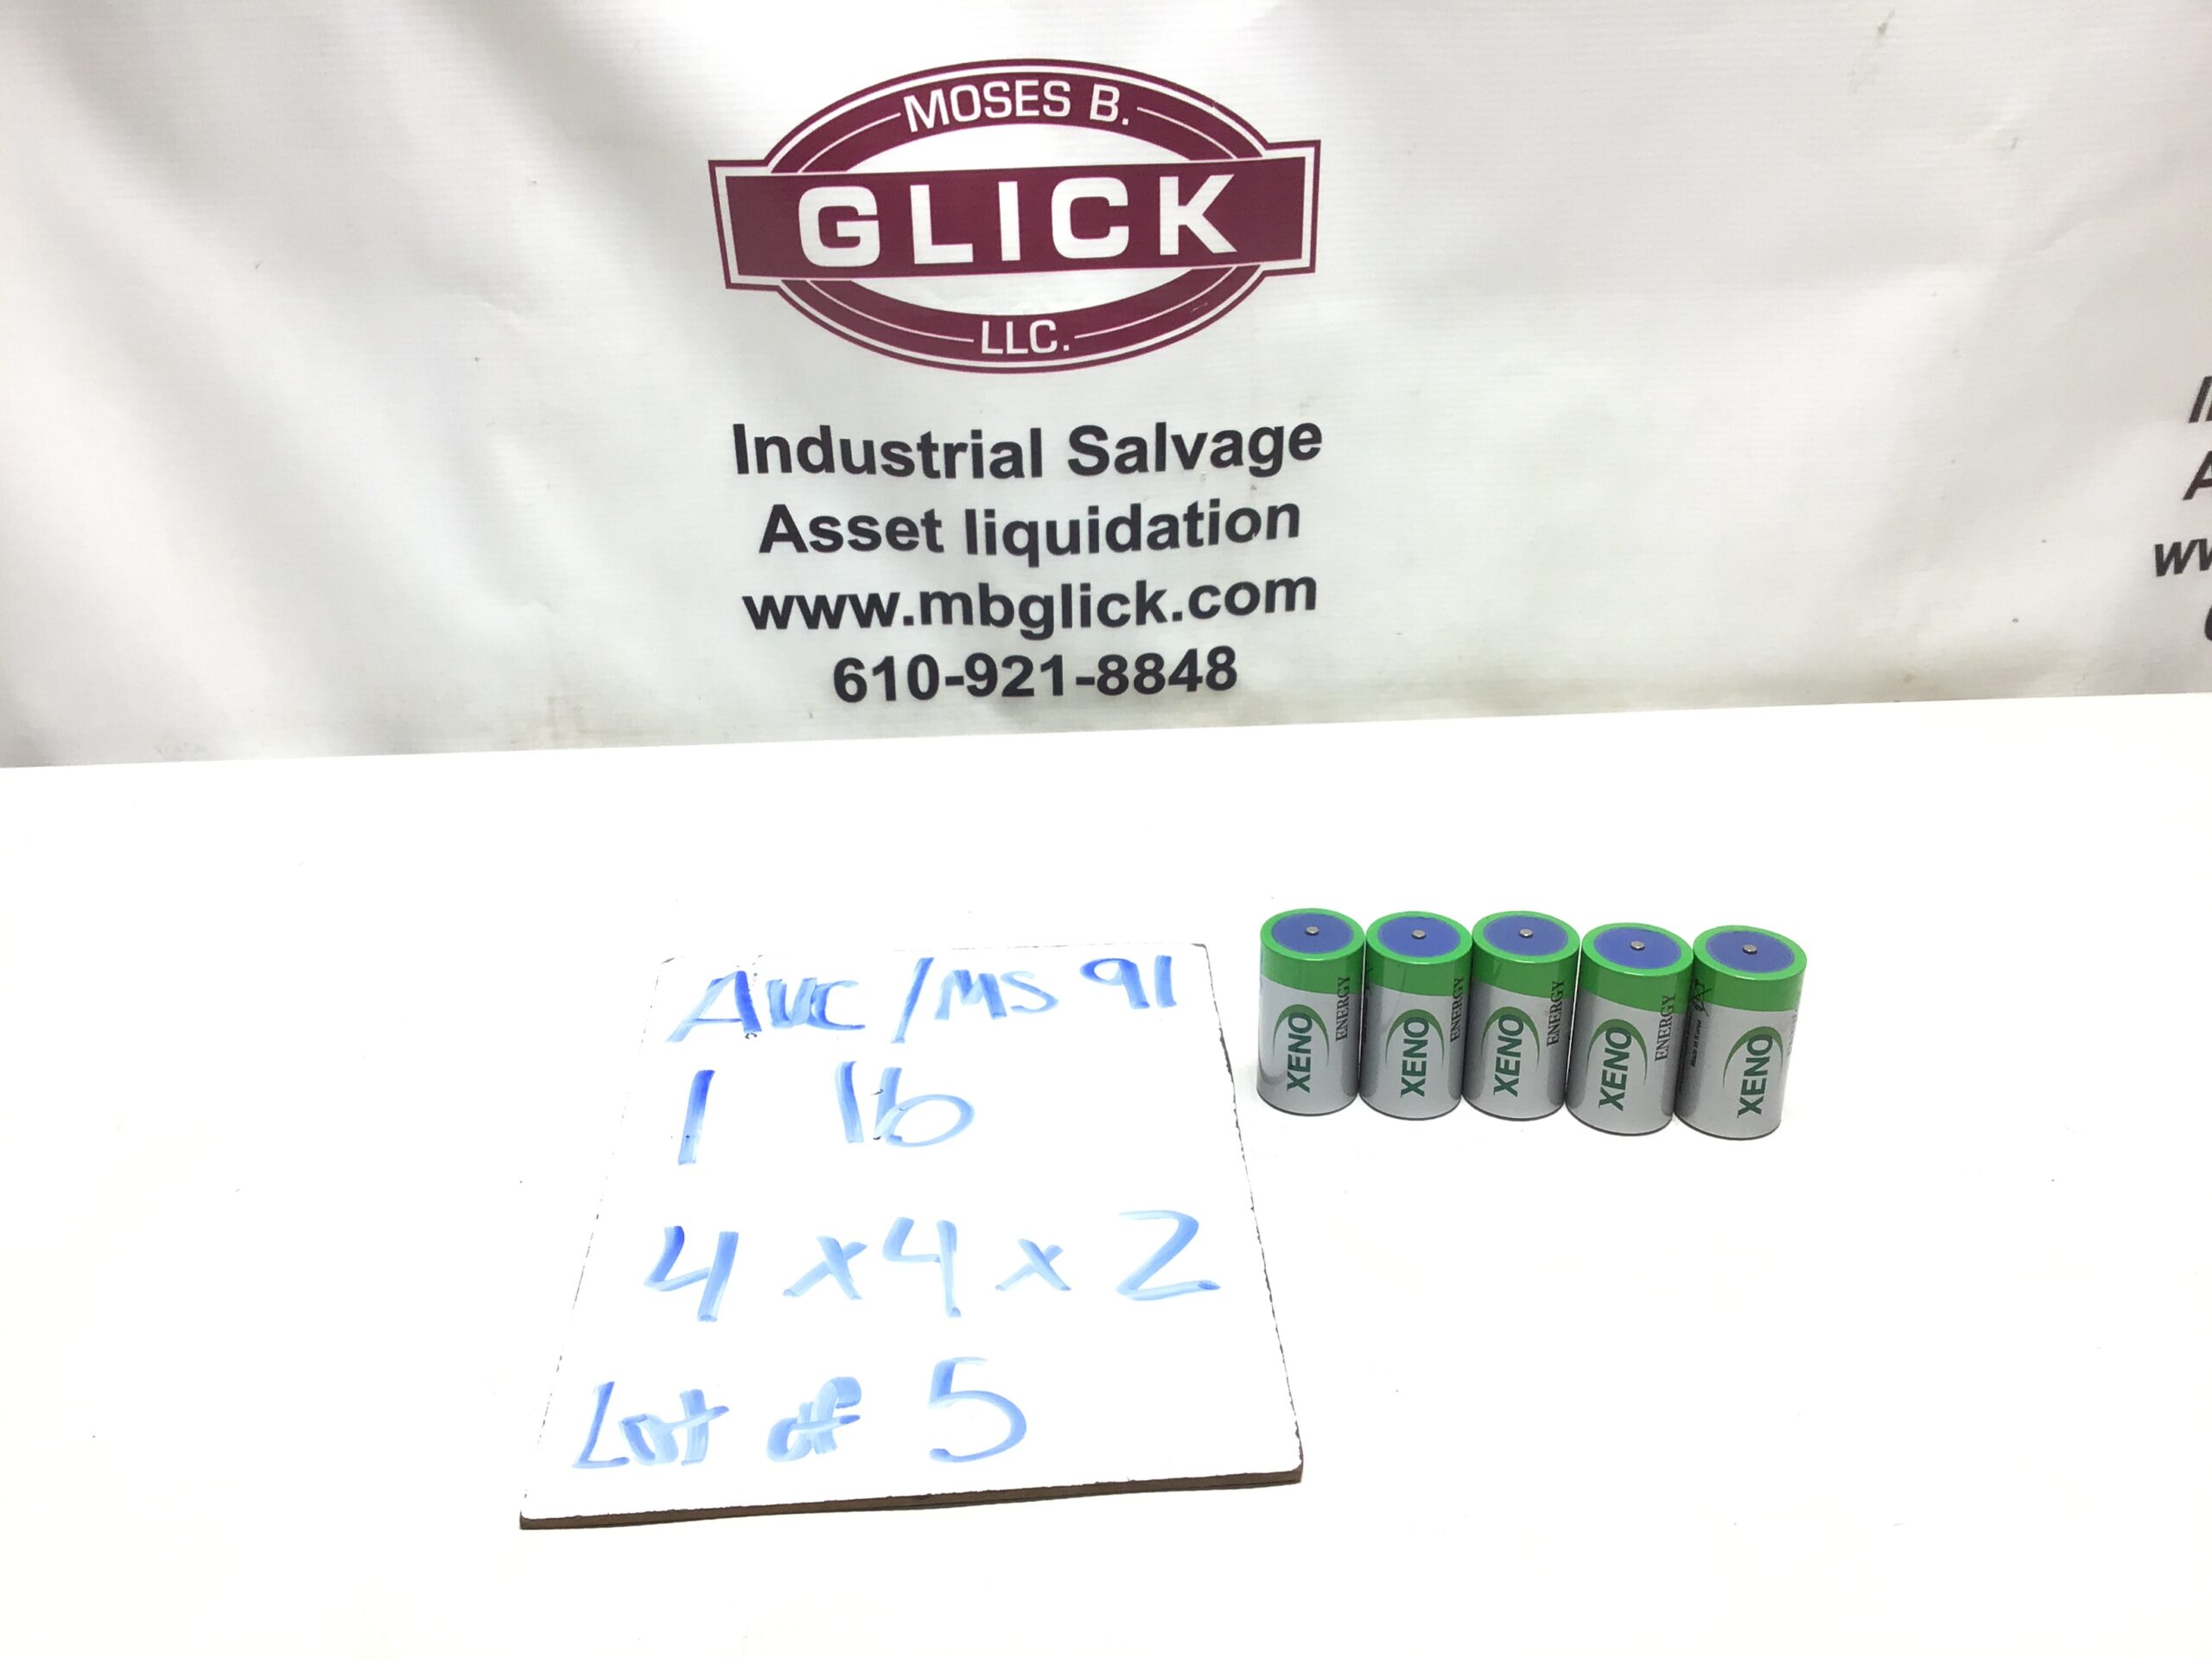 MOSES B.
GLICK
LLC.
Industrial Salvage
Asset liquidation
www.mbglick.com
610-921-8848
AUC/MS 91
1 lb
4 x 4 x 2
Lot of 5
XENO
ENERGY
XENO
ENERGY
XENO
ENERGY
XENO
ENERGY
XENO